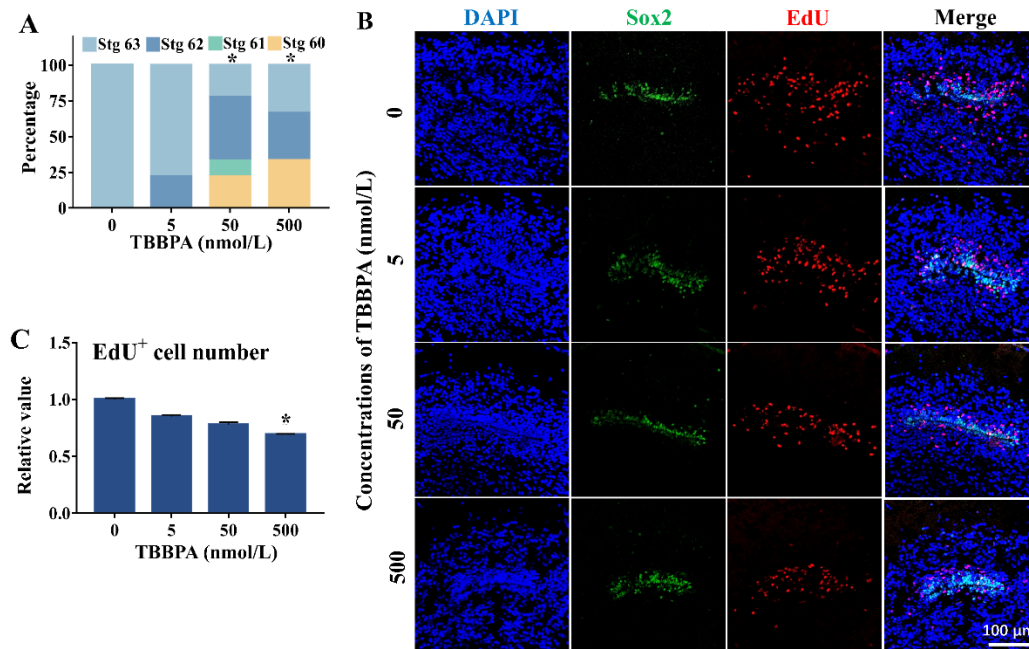 A
Stg 63 Stg 62 Stg 61 Stg 60
* *
100
75
50
25
0
Percentage
0 5 50 500
TBBPA (nmol/L)
C
EdU+ cell number
1.5
1.0
0.5
0.0
Relative value
*
0 5 50 500
TBBPA (nmol/L)
B
DAPI Sox2 EdU Merge
Concentrations of TBBPA (nmol/L)
0
5
50
500
100 µm